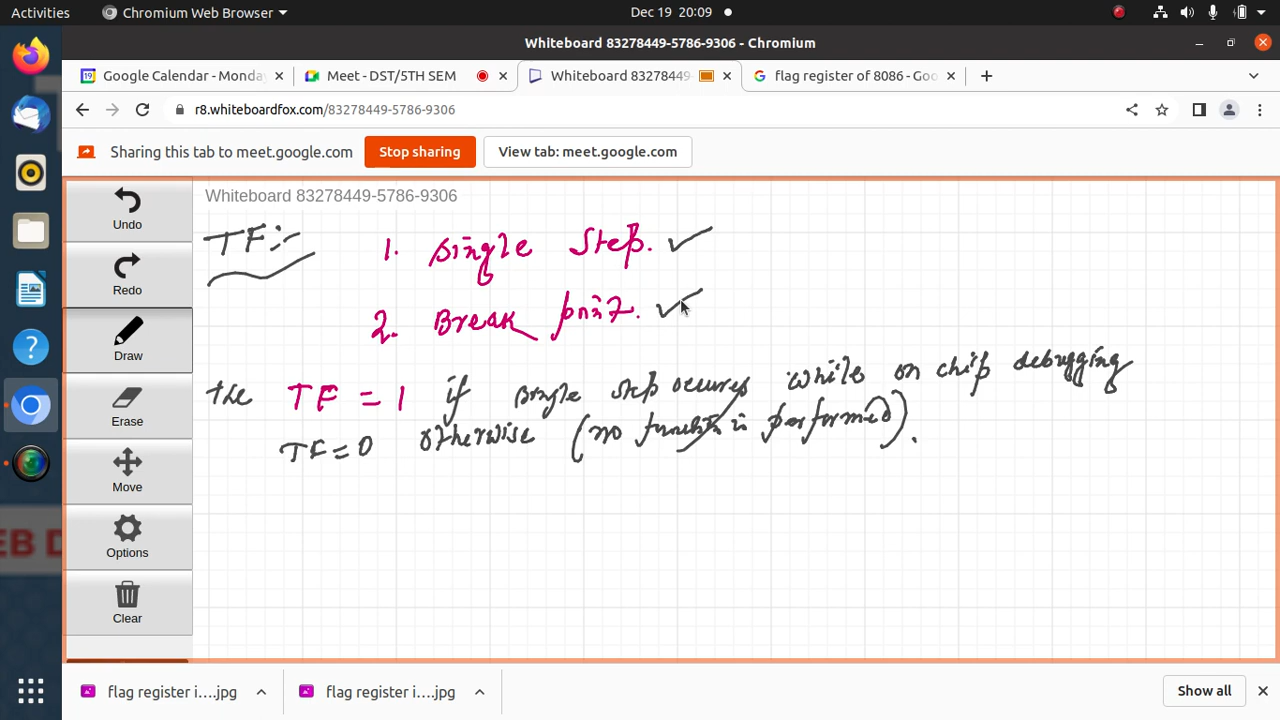 Activities
Chromium Web Browser
Dec 19 20:09
Whiteboard 83278449-5786-9306 - Chromium
19 Google Calendar - Monda
Meet - DST/5TH SEM
Whiteboard 83278449
flag register of 8086 - Goo
r8.whiteboardfox.com/83278449-5786-9306
Sharing this tab to meet.google.com
Stop sharing
View tab: meet.google.com
Whiteboard 83278449-5786-9306
Undo
Redo
Draw
Erase
Move
Options
Clear
TF:-
1. Single Step.
2. Break point.
the TF = 1 if single step occures while on chip debugging
TF = 0 otherwise (no function is performed).
EB D
flag register i....jpg
flag register i....jpg
Show all